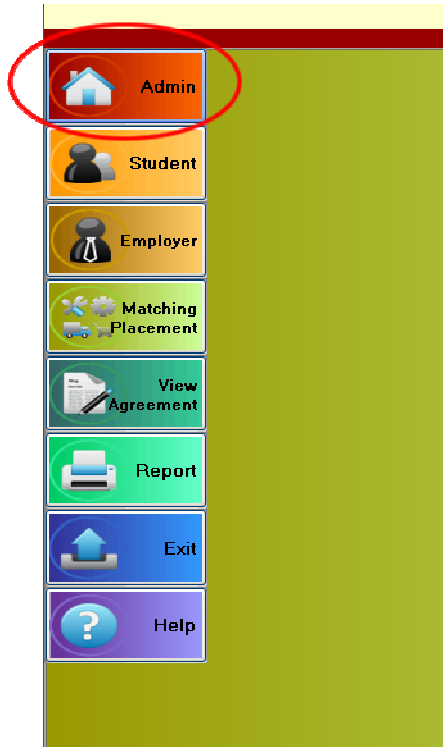 Admin
Student
Employer
Matching
Placement
View
Agreement
Report
Exit
?
Help